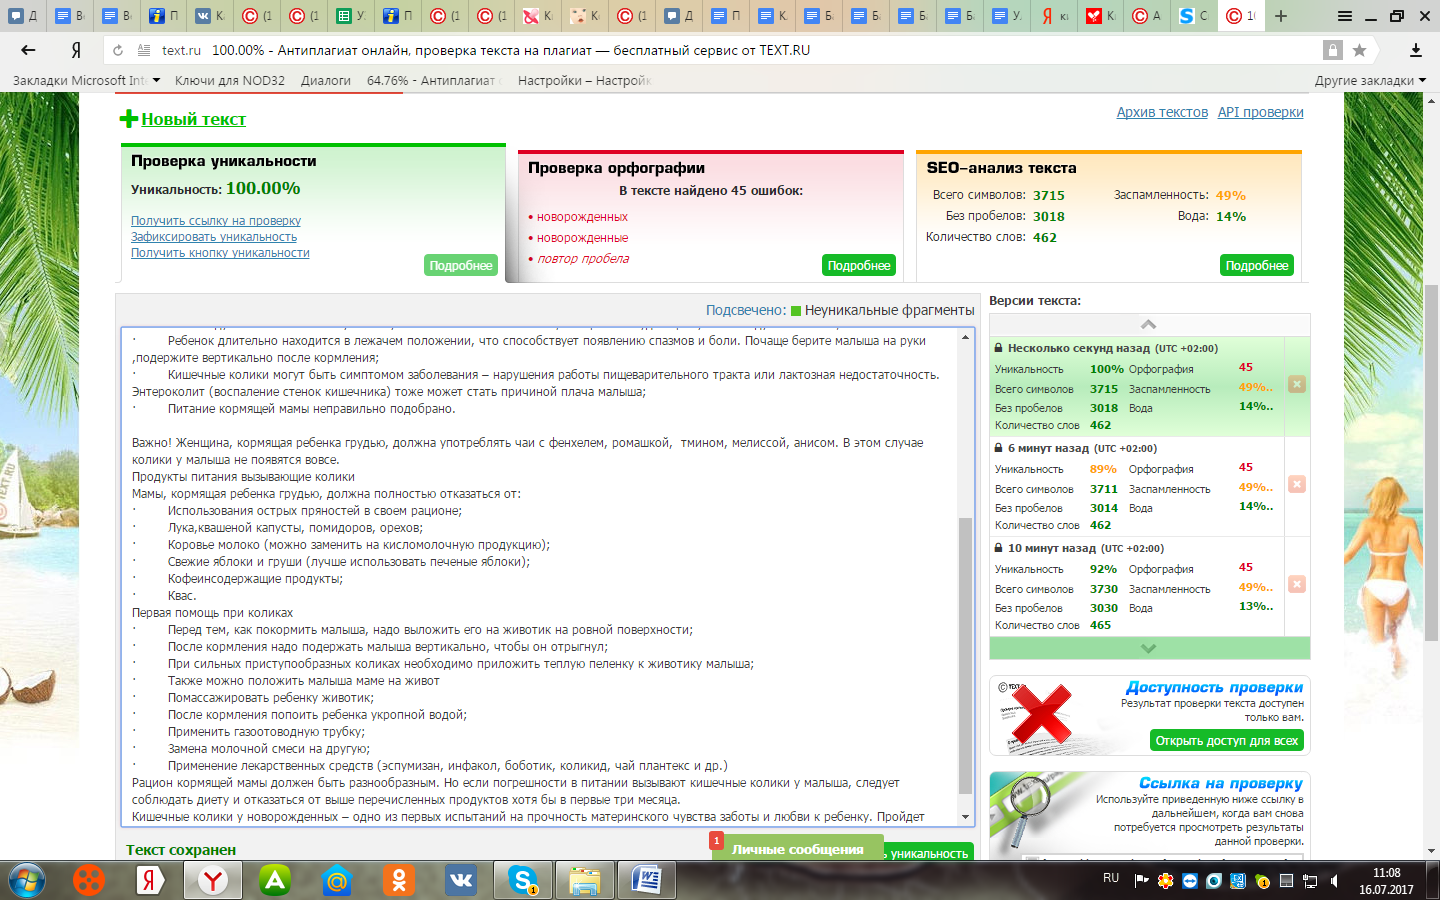 Д
Ве
Ве
П
Ка
(1
(1
У:
П
(1
(1
Ки
Ко
(1
Д
П
К.
Ба
Ба
Ба
Ба
У.
ки
Ка
А
Со
10
text.ru 100.00% - Антиплагиат онлайн, проверка текста на плагиат — бесплатный сервис от TEXT.RU
Закладки Microsoft Int Ключи для NOD32 Диалоги 64.76% - Антиплагиат Настройки – Настройк Другие закладки
Новый текст
Архив текстов API проверки
Проверка уникальности
Уникальность: 100.00%
Получить ссылку на проверку
Зафиксировать уникальность
Получить кнопку уникальности
Подробнее
Проверка орфографии
В тексте найдено 45 ошибок:
• новорожденных
• новорожденные
• повтор пробела
Подробнее
SEO-анализ текста
Всего символов: 3715 Заспамленность: 49%
Без пробелов: 3018 Вода: 14%
Количество слов: 462
Подробнее
Подсвечено: Неуникальные фрагменты
· Ребенок длительно находится в лежачем положении, что способствует появлению спазмов и боли. Почаще берите малыша на руки
,подержите вертикально после кормления;
· Кишечные колики могут быть симптомом заболевания – нарушения работы пищеварительного тракта или лактозная недостаточность.
Энтероколит (воспаление стенок кишечника) тоже может стать причиной плача малыша;
· Питание кормящей мамы неправильно подобрано.
Важно! Женщина, кормящая ребенка грудью, должна употреблять чаи с фенхелем, ромашкой, тмином, мелиссой, анисом. В этом случае
колики у малыша не появятся вовсе.
Продукты питания вызывающие колики
Мамы, кормящая ребенка грудью, должна полностью отказаться от:
· Использования острых пряностей в своем рационе;
· Лука,квашеной капусты, помидоров, орехов;
· Коровье молоко (можно заменить на кисломолочную продукцию);
· Свежие яблоки и груши (лучше использовать печеные яблоки);
· Кофеинсодержащие продукты;
· Квас.
Первая помощь при коликах
· Перед тем, как покормить малыша, надо выложить его на животик на ровной поверхности;
· После кормления надо подержать малыша вертикально, чтобы он отрыгнул;
· При сильных приступообразных коликах необходимо приложить теплую пеленку к животику малыша;
· Также можно положить малыша маме на живот
· Помассажировать ребенку животик;
· После кормления попоить ребенка укропной водой;
· Применить газоотводную трубку;
· Замена молочной смеси на другую;
· Применение лекарственных средств (эспумизан, инфакол, боботик, коликид, чай плантекс и др.)
Рацион кормящей мамы должен быть разнообразным. Но если погрешности в питании вызывают кишечные колики у малыша, следует
соблюдать диету и отказаться от выше перечисленных продуктов хотя бы в первые три месяца.
Кишечные колики у новорожденных – одно из первых испытаний на прочность материнского чувства заботы и любви к ребенку. Пройдет
Текст сохранен
1
Личные сообщения
ь уникальность
Версии текста:
Несколько секунд назад (UTC +02:00)
Уникальность 100% Орфография 45
Всего символов 3715 Заспамленность 49%..
Без пробелов 3018 Вода 14%..
Количество слов 462
6 минут назад (UTC +02:00)
Уникальность 89% Орфография 45
Всего символов 3711 Заспамленность 49%..
Без пробелов 3014 Вода 14%..
Количество слов 462
10 минут назад (UTC +02:00)
Уникальность 92% Орфография 45
Всего символов 3730 Заспамленность 49%..
Без пробелов 3030 Вода 13%..
Количество слов 465
Доступность проверки
Результат проверки текста доступен
только вам.
Открыть доступ для всех
Ссылка на проверку
Используйте приведенную ниже ссылку в
дальнейшем, когда вам снова
потребуется просмотреть результаты
данной проверки.
RU
11:08
16.07.2017